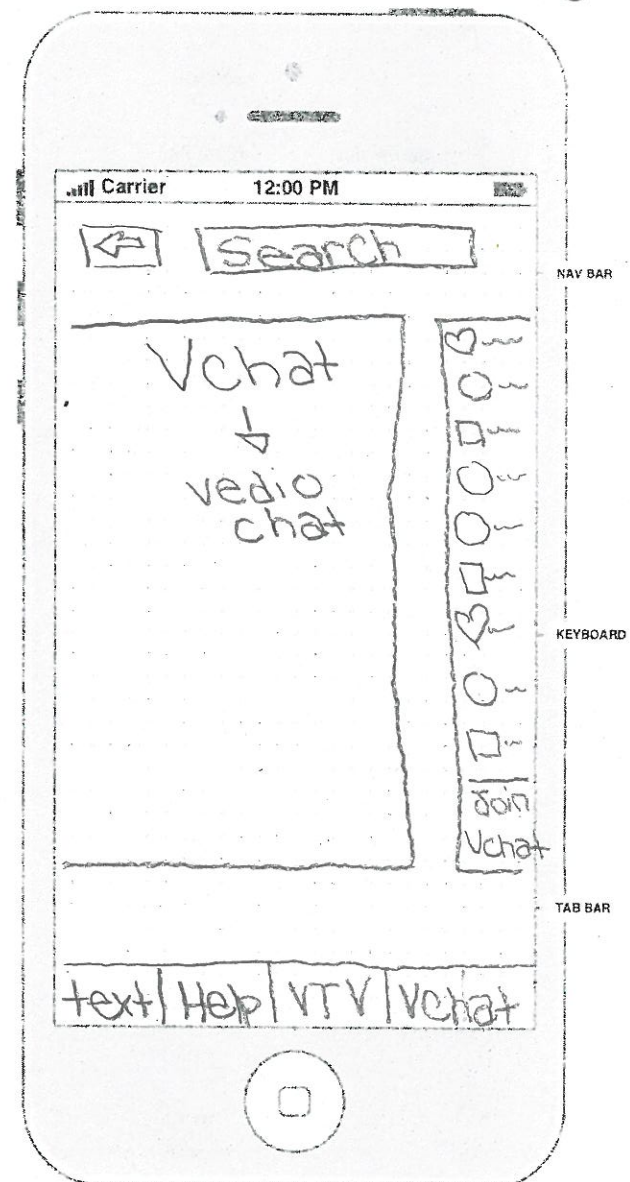 Carrier 12:00 PM
Search
NAV BAR
Vchat
vedio
chat
KEYBOARD
Join
Vchat
TAB BAR
text Help VTV Vchat